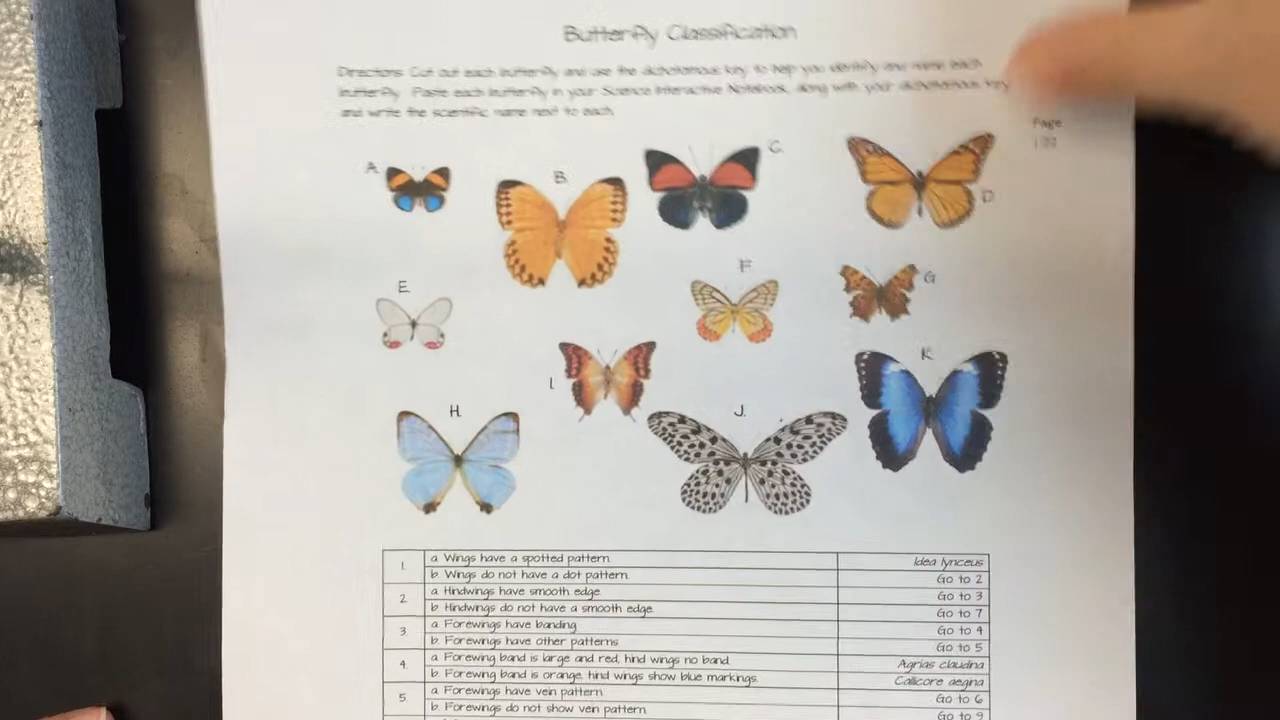 Butterfly Classification
Directions: Cut out each butterfly and use the dichotomous key to help you identify and name each
butterfly. Paste each butterfly in your Science Interactive Notebook, along with your dichotomous key
and write the scientific name next to each.
Page
A.
B.
C.
D.
E.
F
G
H.
I.
J.
K.
1. a. Wings have a spotted pattern. Idea lynceus
b. Wings do not have a dot pattern. Go to 2
2. a. Hindwings have smooth edge. Go to 3
b. Hindwings do not have a smooth edge. Go to 7
3. a. Forewings have banding Go to 4
b. Forewings have other patterns Go to 5
4. a. Forewing band is large and red, hind wings no band. Agrias claudina
b. Forewing band is orange, hind wings show blue markings. Callicore aegina
5. a. Forewings have vein pattern. Go to 6
b. Forewings do not show vein pattern. Go to 9